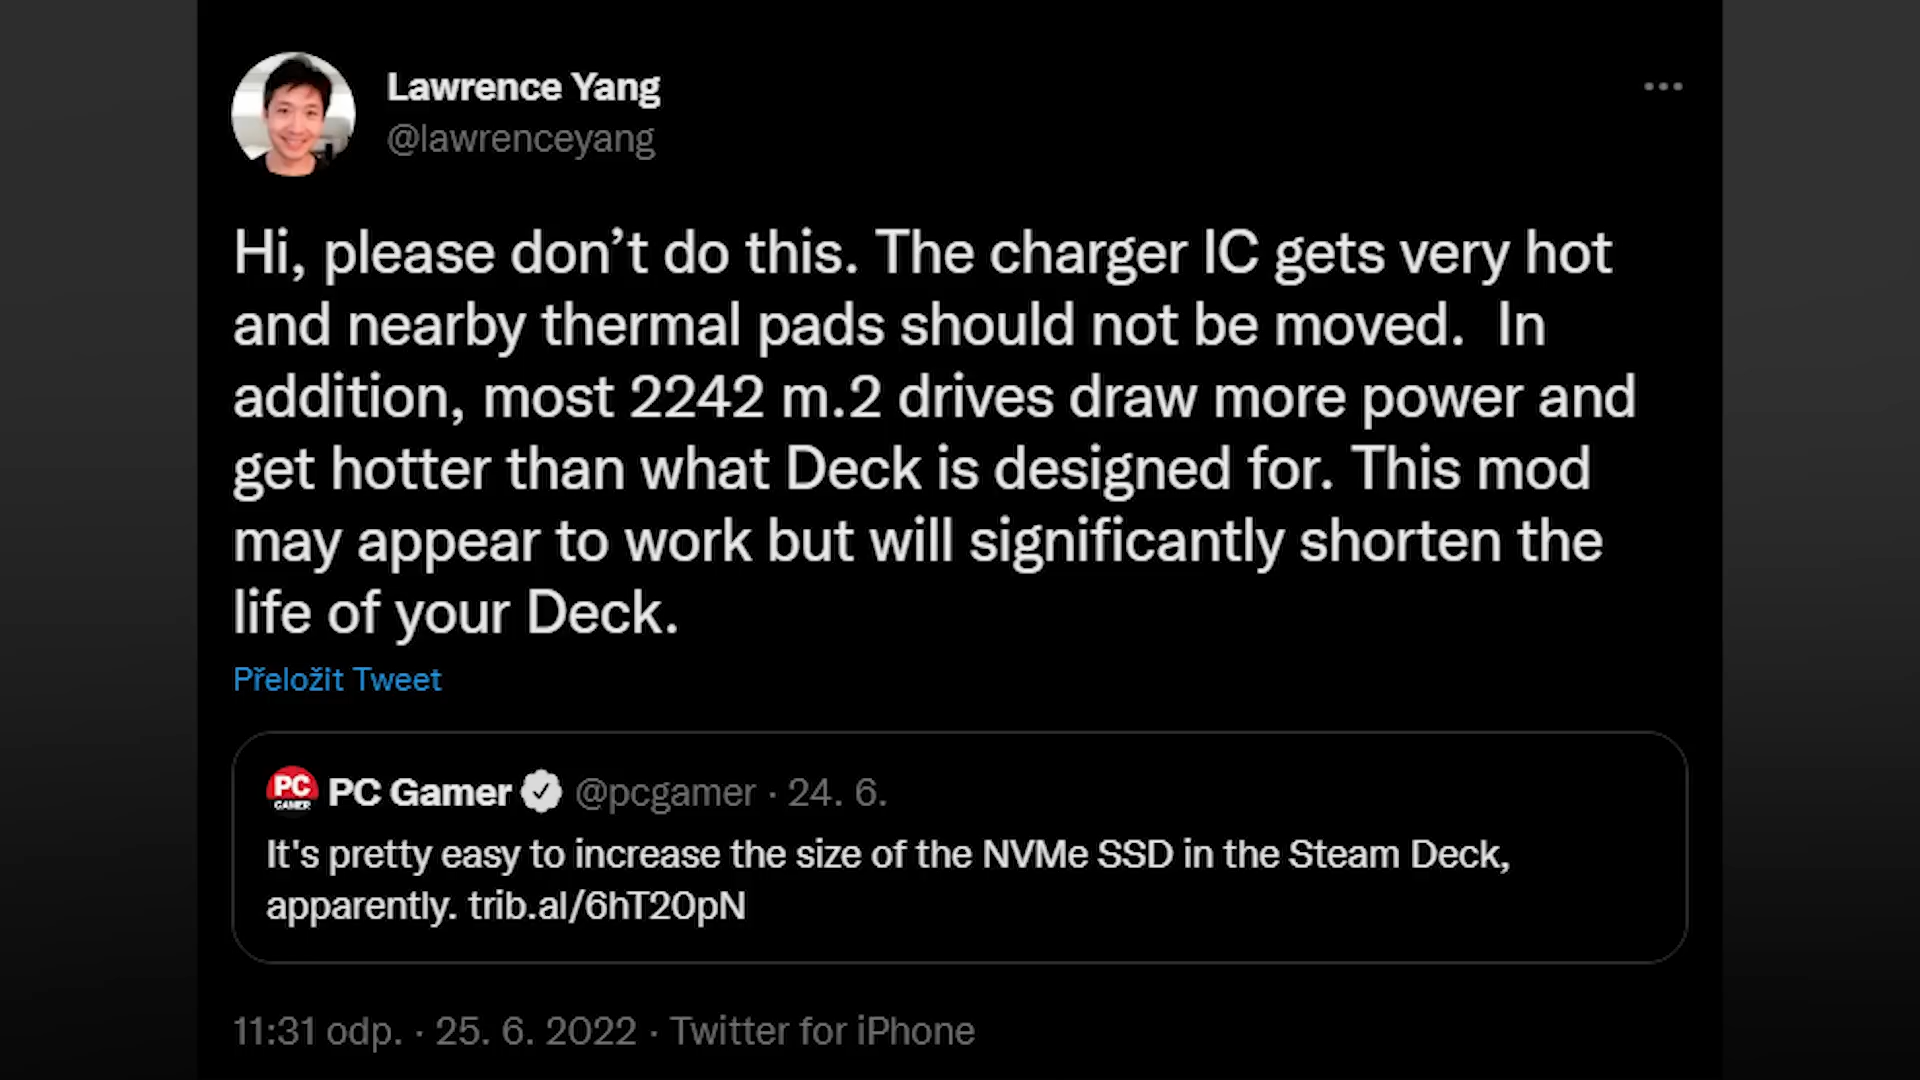 Lawrence Yang
@lawrenceyang
Hi, please don’t do this. The charger IC gets very hot
and nearby thermal pads should not be moved.  In
addition, most 2242 m.2 drives draw more power and
get hotter than what Deck is designed for. This mod
may appear to work but will significantly shorten the
life of your Deck.
Přeložit Tweet
PC GAMER
PC Gamer @pcgamer · 24. 6.
It's pretty easy to increase the size of the NVMe SSD in the Steam Deck,
apparently. trib.al/6hT2OpN
11:31 odp. · 25. 6. 2022 · Twitter for iPhone